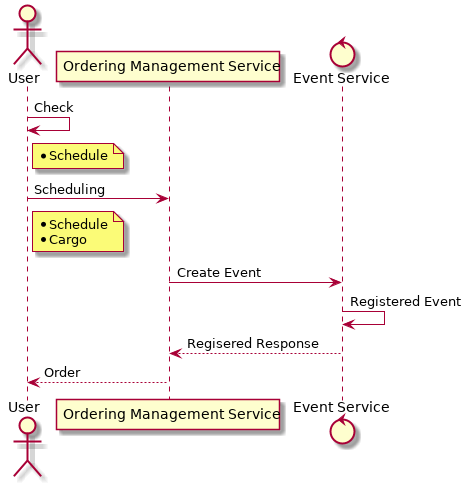 User
Ordering Management Service
Event Service
Check
Schedule
Scheduling
Schedule
Cargo
Create Event
Registered Event
Regisered Response
Order
User
Ordering Management Service
Event Service